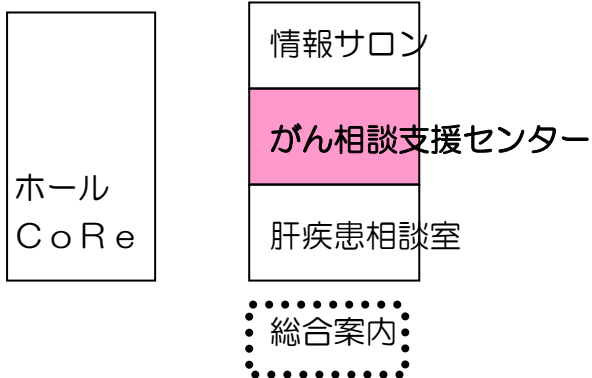 情報サロン
がん相談支援センター
ホール
ＣｏＲｅ
肝疾患相談室
総合案内